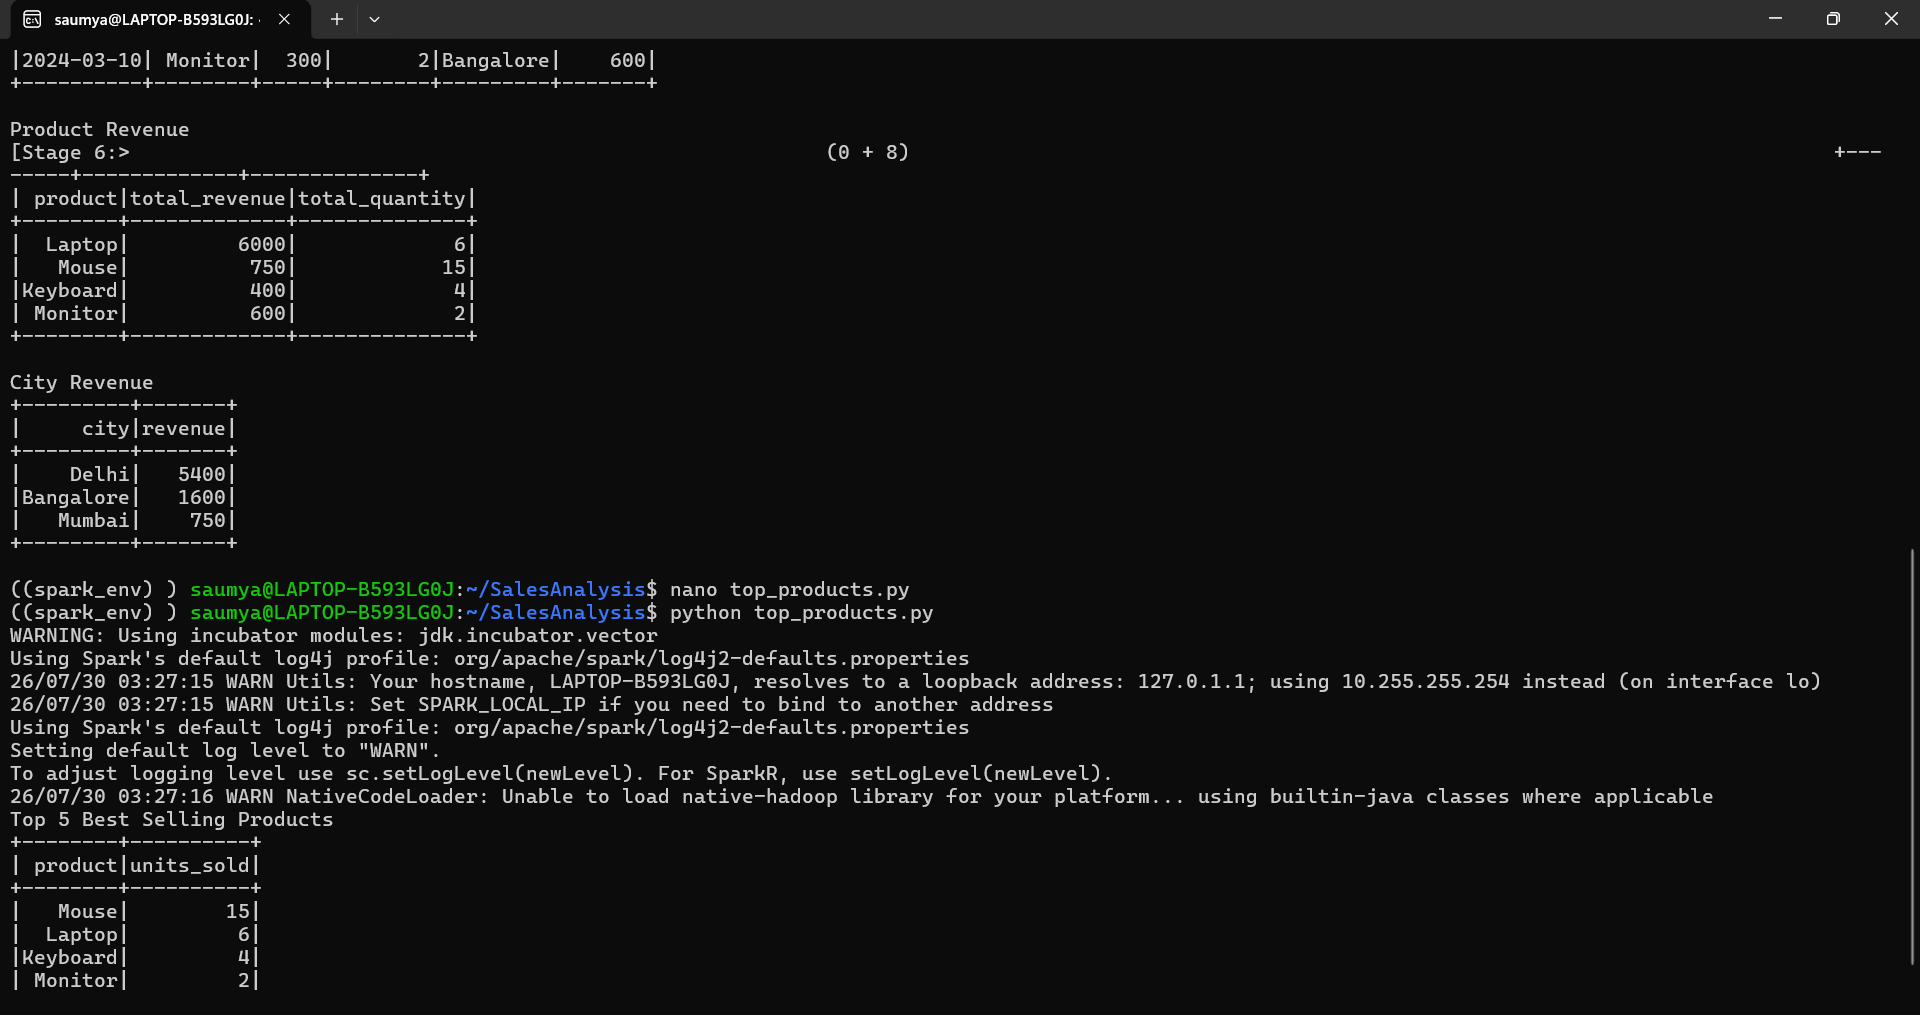 saumya@LAPTOP-B593LG0J: ·
|2024-03-10| Monitor|  300|       2|Bangalore|    600|
+----------+--------+-----+--------+---------+-------+
Product Revenue
[Stage 6:>                                                          (0 + 8)                                                                             +---
-----+-------------+--------------+
| product|total_revenue|total_quantity|
+--------+-------------+--------------+
|  Laptop|         6000|             6|
|   Mouse|          750|            15|
|Keyboard|          400|             4|
| Monitor|          600|             2|
+--------+-------------+--------------+
City Revenue
+---------+-------+
|     city|revenue|
+---------+-------+
|    Delhi|   5400|
|Bangalore|   1600|
|   Mumbai|    750|
+---------+-------+
((spark_env) ) saumya@LAPTOP-B593LG0J:~/SalesAnalysis$ nano top_products.py
((spark_env) ) saumya@LAPTOP-B593LG0J:~/SalesAnalysis$ python top_products.py
WARNING: Using incubator modules: jdk.incubator.vector
Using Spark's default log4j profile: org/apache/spark/log4j2-defaults.properties
26/07/30 03:27:15 WARN Utils: Your hostname, LAPTOP-B593LG0J, resolves to a loopback address: 127.0.1.1; using 10.255.255.254 instead (on interface lo)
26/07/30 03:27:15 WARN Utils: Set SPARK_LOCAL_IP if you need to bind to another address
Using Spark's default log4j profile: org/apache/spark/log4j2-defaults.properties
Setting default log level to "WARN".
To adjust logging level use sc.setLogLevel(newLevel). For SparkR, use setLogLevel(newLevel).
26/07/30 03:27:16 WARN NativeCodeLoader: Unable to load native-hadoop library for your platform... using builtin-java classes where applicable
Top 5 Best Selling Products
+--------+----------+
| product|units_sold|
+--------+----------+
|   Mouse|        15|
|  Laptop|         6|
|Keyboard|         4|
| Monitor|         2|